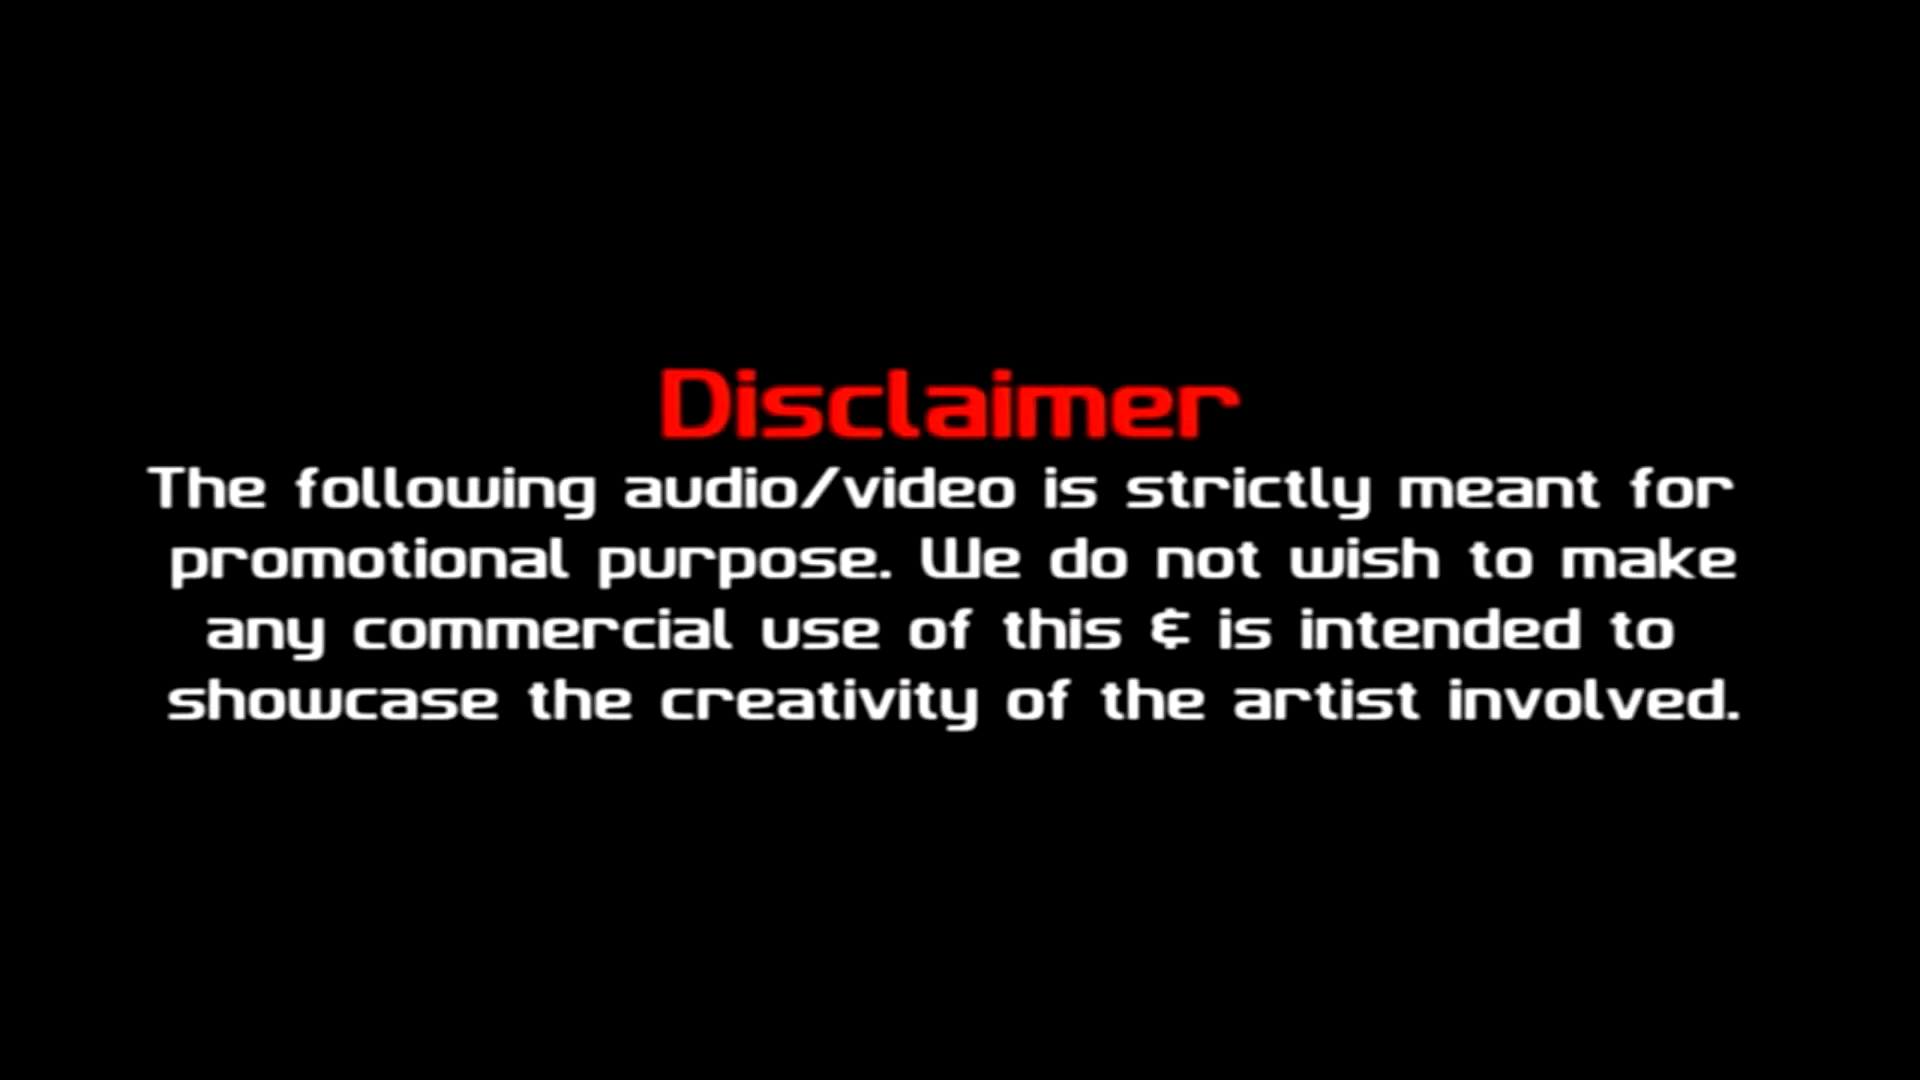 Disclaimer
The following audio/video is strictly meant for
promotional purpose. We do not wish to make
any commercial use of this & is intended to
showcase the creativity of the artist involved.